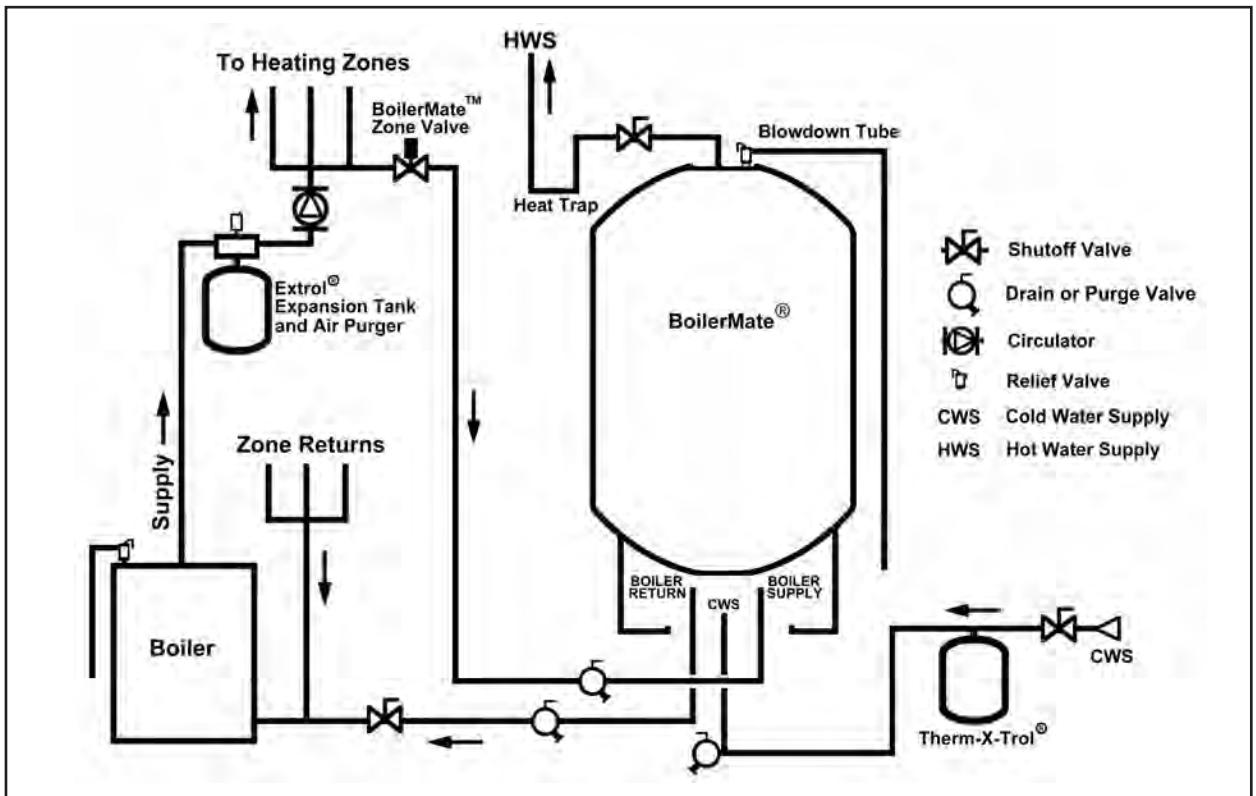 HWS
To Heating Zones
BoilerMate™
Zone Valve
Blowdown Tube
Heat Trap
Extrol®
Expansion Tank
and Air Purger
BoilerMate®
Shutoff Valve
Drain or Purge Valve
Circulator
Relief Valve
CWS Cold Water Supply
HWS Hot Water Supply
Supply
Zone Returns
Boiler
BOILER
RETURN
CWS
BOILER
SUPPLY
CWS
Therm-X-Trol®